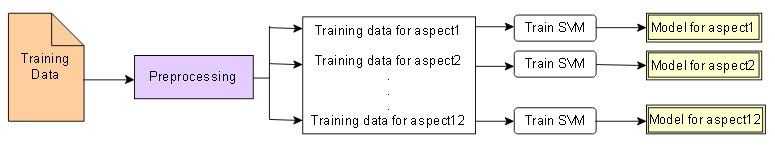 Training
Data
Preprocessing
Training data for aspect1
Training data for aspect2
.
.
.
Training data for aspect12
Train SVM
Train SVM
Train SVM
Model for aspect1
Model for aspect2
Model for aspect12